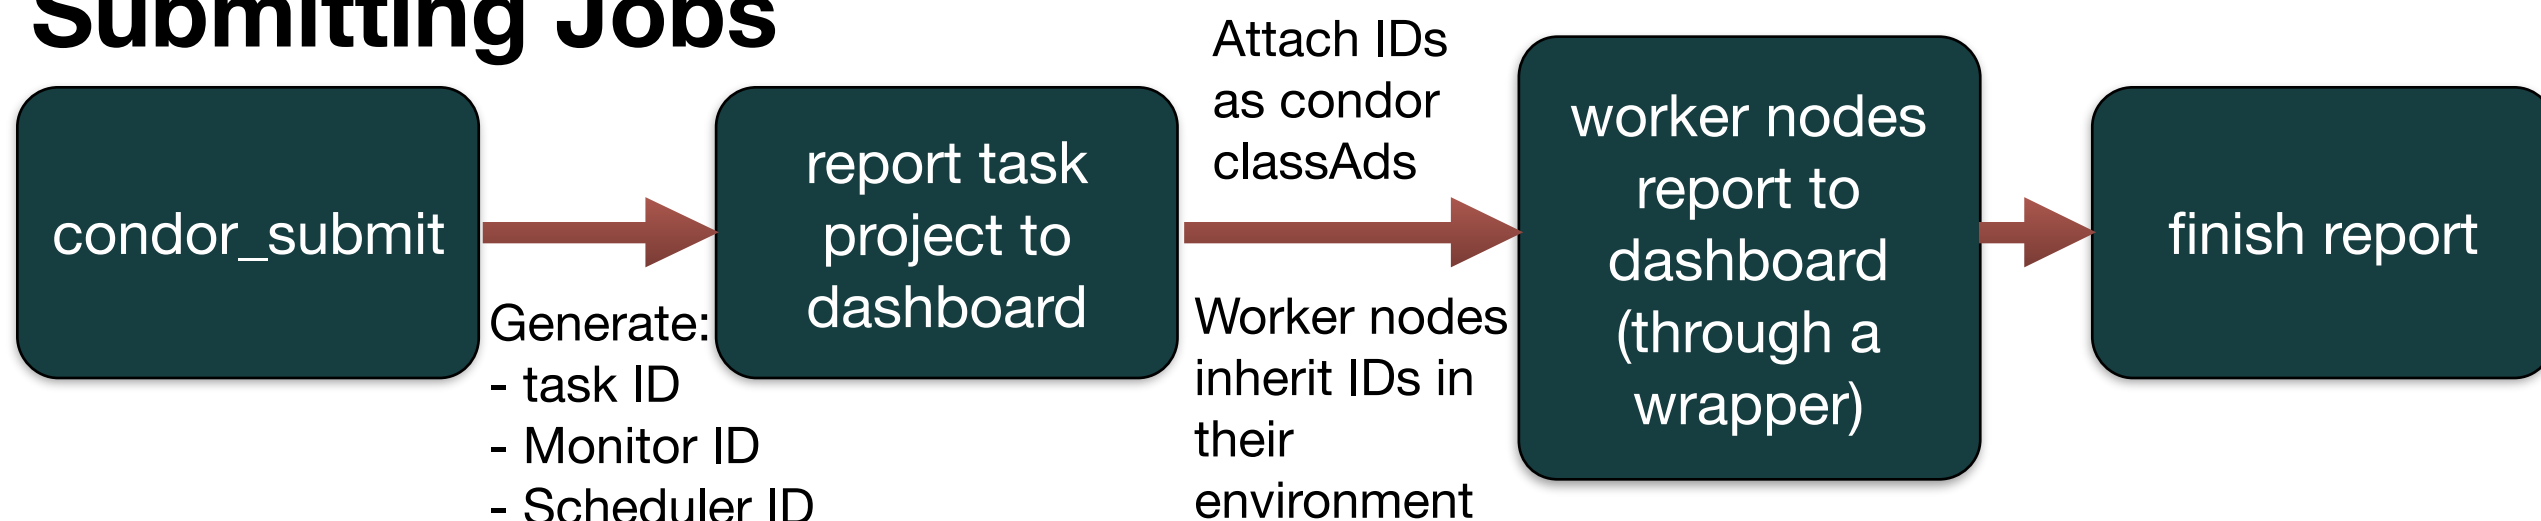 Submitting Jobs
condor_submit
Generate:
- task ID
- Monitor ID
- Scheduler ID
report task
project to
dashboard
Attach IDs
as condor
classAds
Worker nodes
inherit IDs in
their
environment
worker nodes
report to
dashboard
(through a
wrapper)
finish report